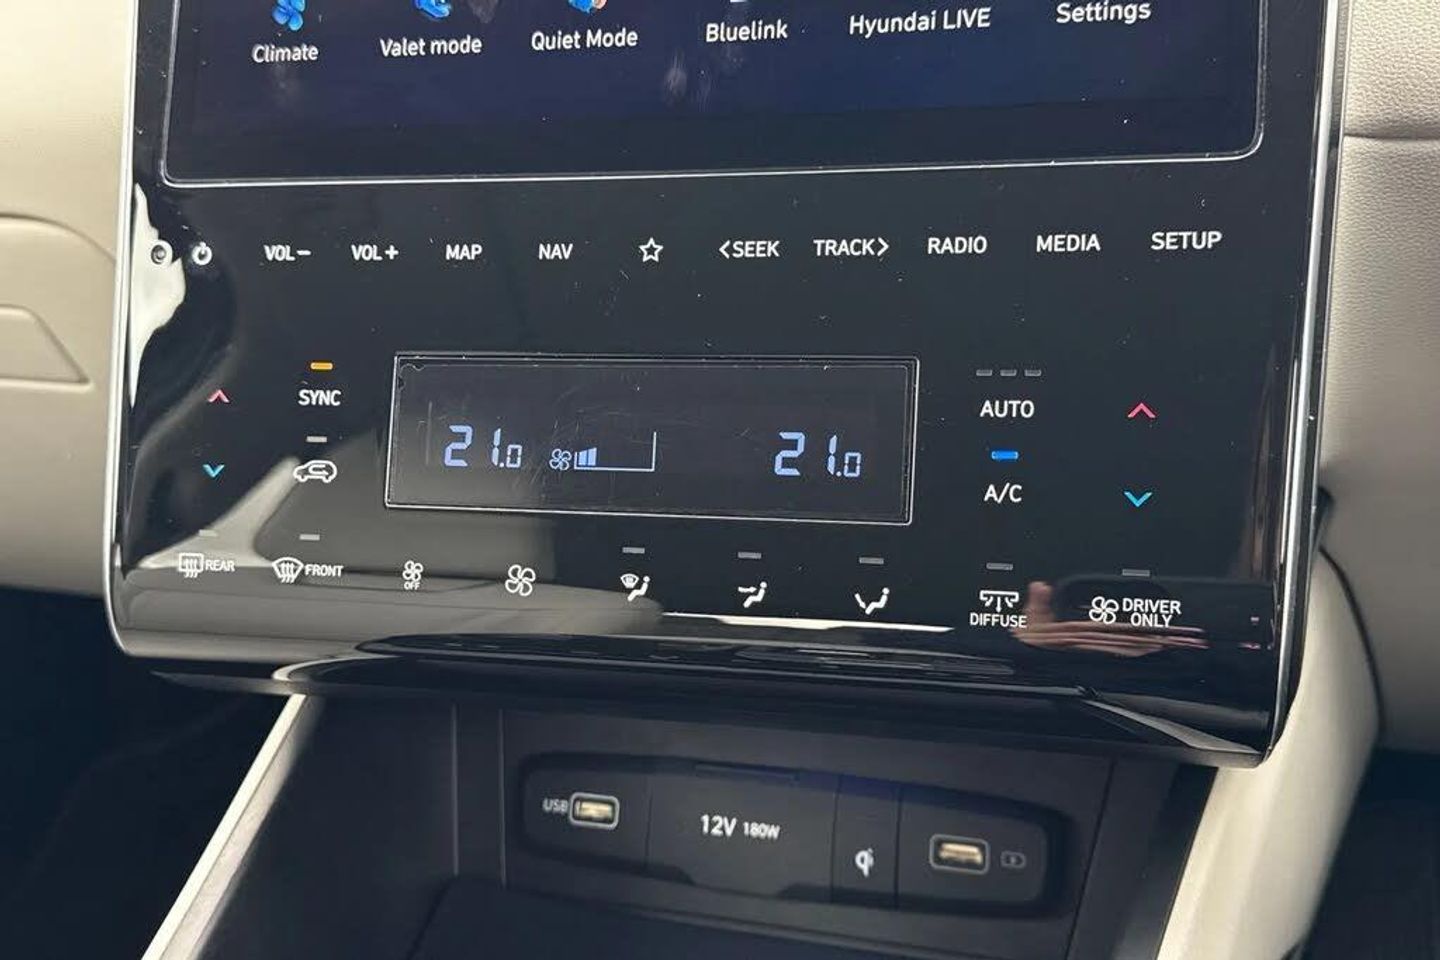 Climate
Valet mode
Quiet Mode
Bluelink
Hyundai LIVE
Settings
VOL−
VOL+
MAP
NAV
<SEEK
TRACK>
RADIO
MEDIA
SETUP
SYNC
21.0
21.0
AUTO
A/C
REAR
FRONT
OFF
DIFFUSE
DRIVER
ONLY
USB
12V 180W